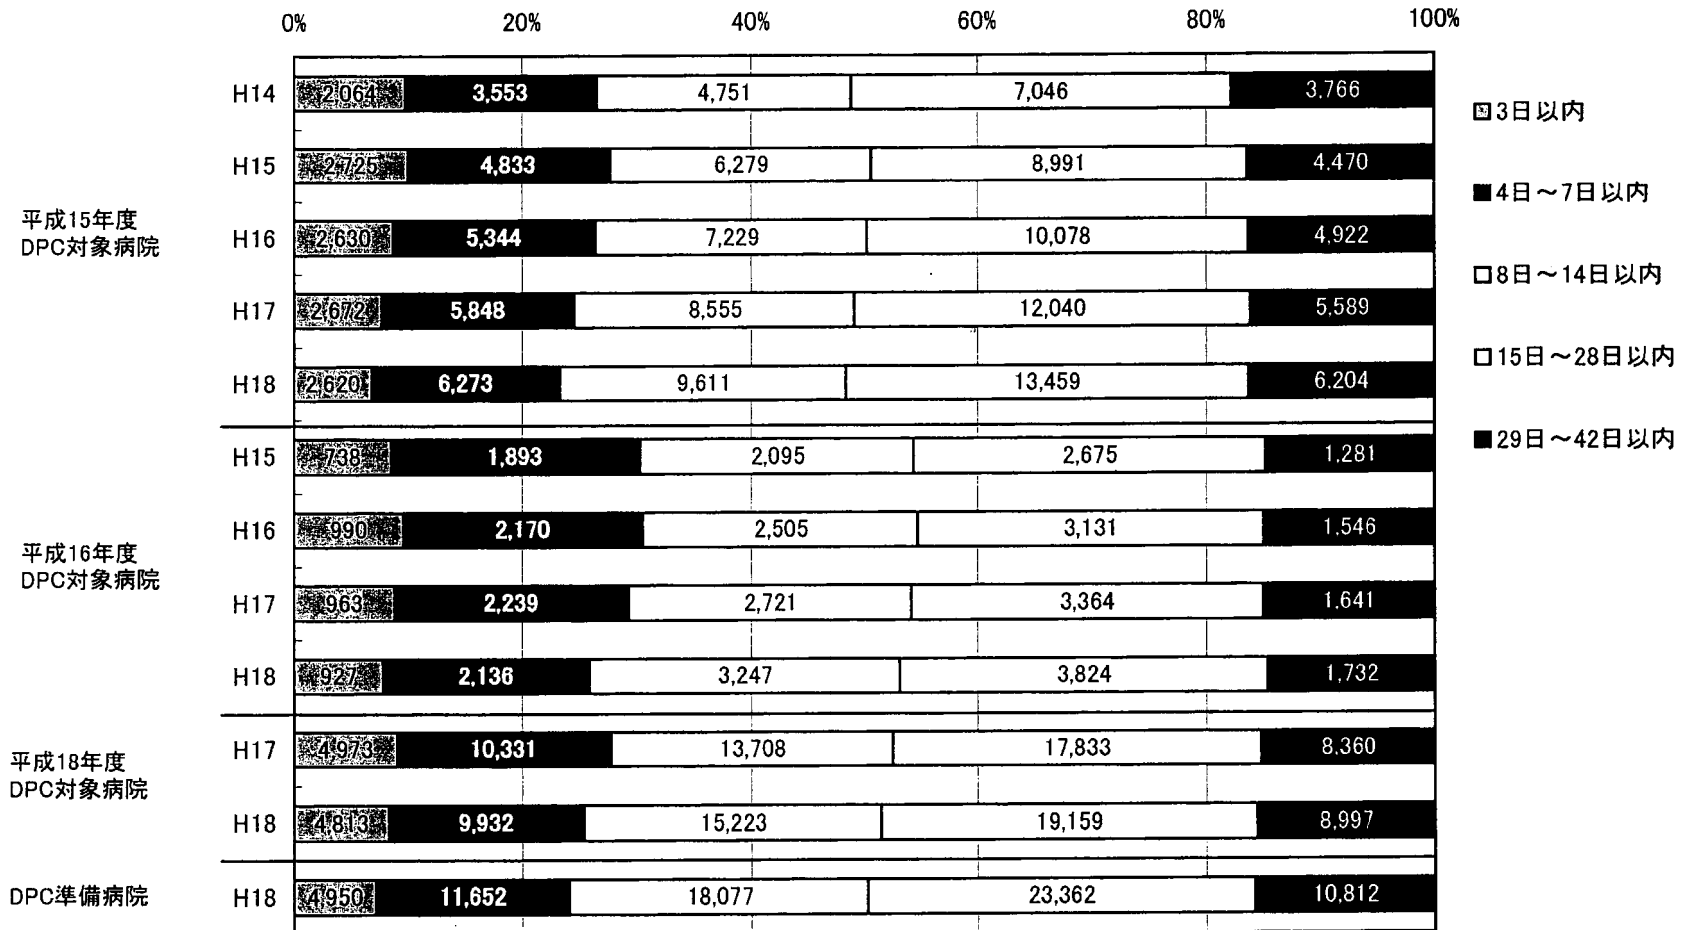 0% 20% 40% 60% 80% 100%
H14 2,064 3,553 4,751 7,046 3,766
H15 2,725 4,833 6,279 8,991 4,470
平成15年度
DPC対象病院
H16 2,630 5,344 7,229 10,078 4,922
H17 2,672 5,848 8,555 12,040 5,589
H18 2,620 6,273 9,611 13,459 6,204
H15 738 1,893 2,095 2,675 1,281
H16 990 2,170 2,505 3,131 1,546
平成16年度
DPC対象病院
H17 963 2,239 2,721 3,364 1,641
H18 927 2,136 3,247 3,824 1,732
平成18年度
DPC対象病院
H17 4,973 10,331 13,708 17,833 8,360
H18 4,813 9,932 15,223 19,159 8,997
DPC準備病院 H18 4,950 11,652 18,077 23,362 10,812
3日以内
4日～7日以内
8日～14日以内
15日～28日以内
29日～42日以内